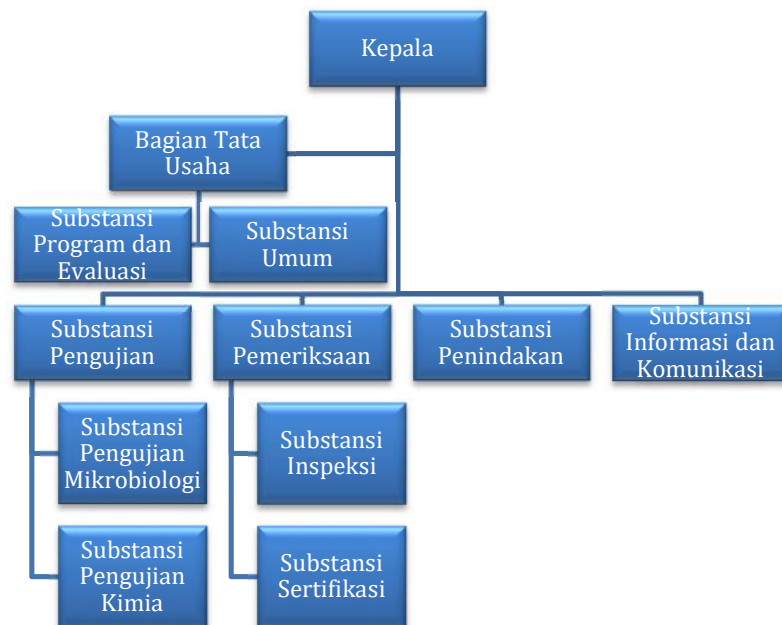 Kepala
Bagian Tata
Usaha
Substansi
Program dan
Evaluasi
Substansi
Umum
Substansi
Pengujian
Substansi
Pemeriksaan
Substansi
Penindakan
Substansi
Informasi dan
Komunikasi
Substansi
Pengujian
Mikrobiologi
Substansi
Inspeksi
Substansi
Pengujian
Kimia
Substansi
Sertifikasi